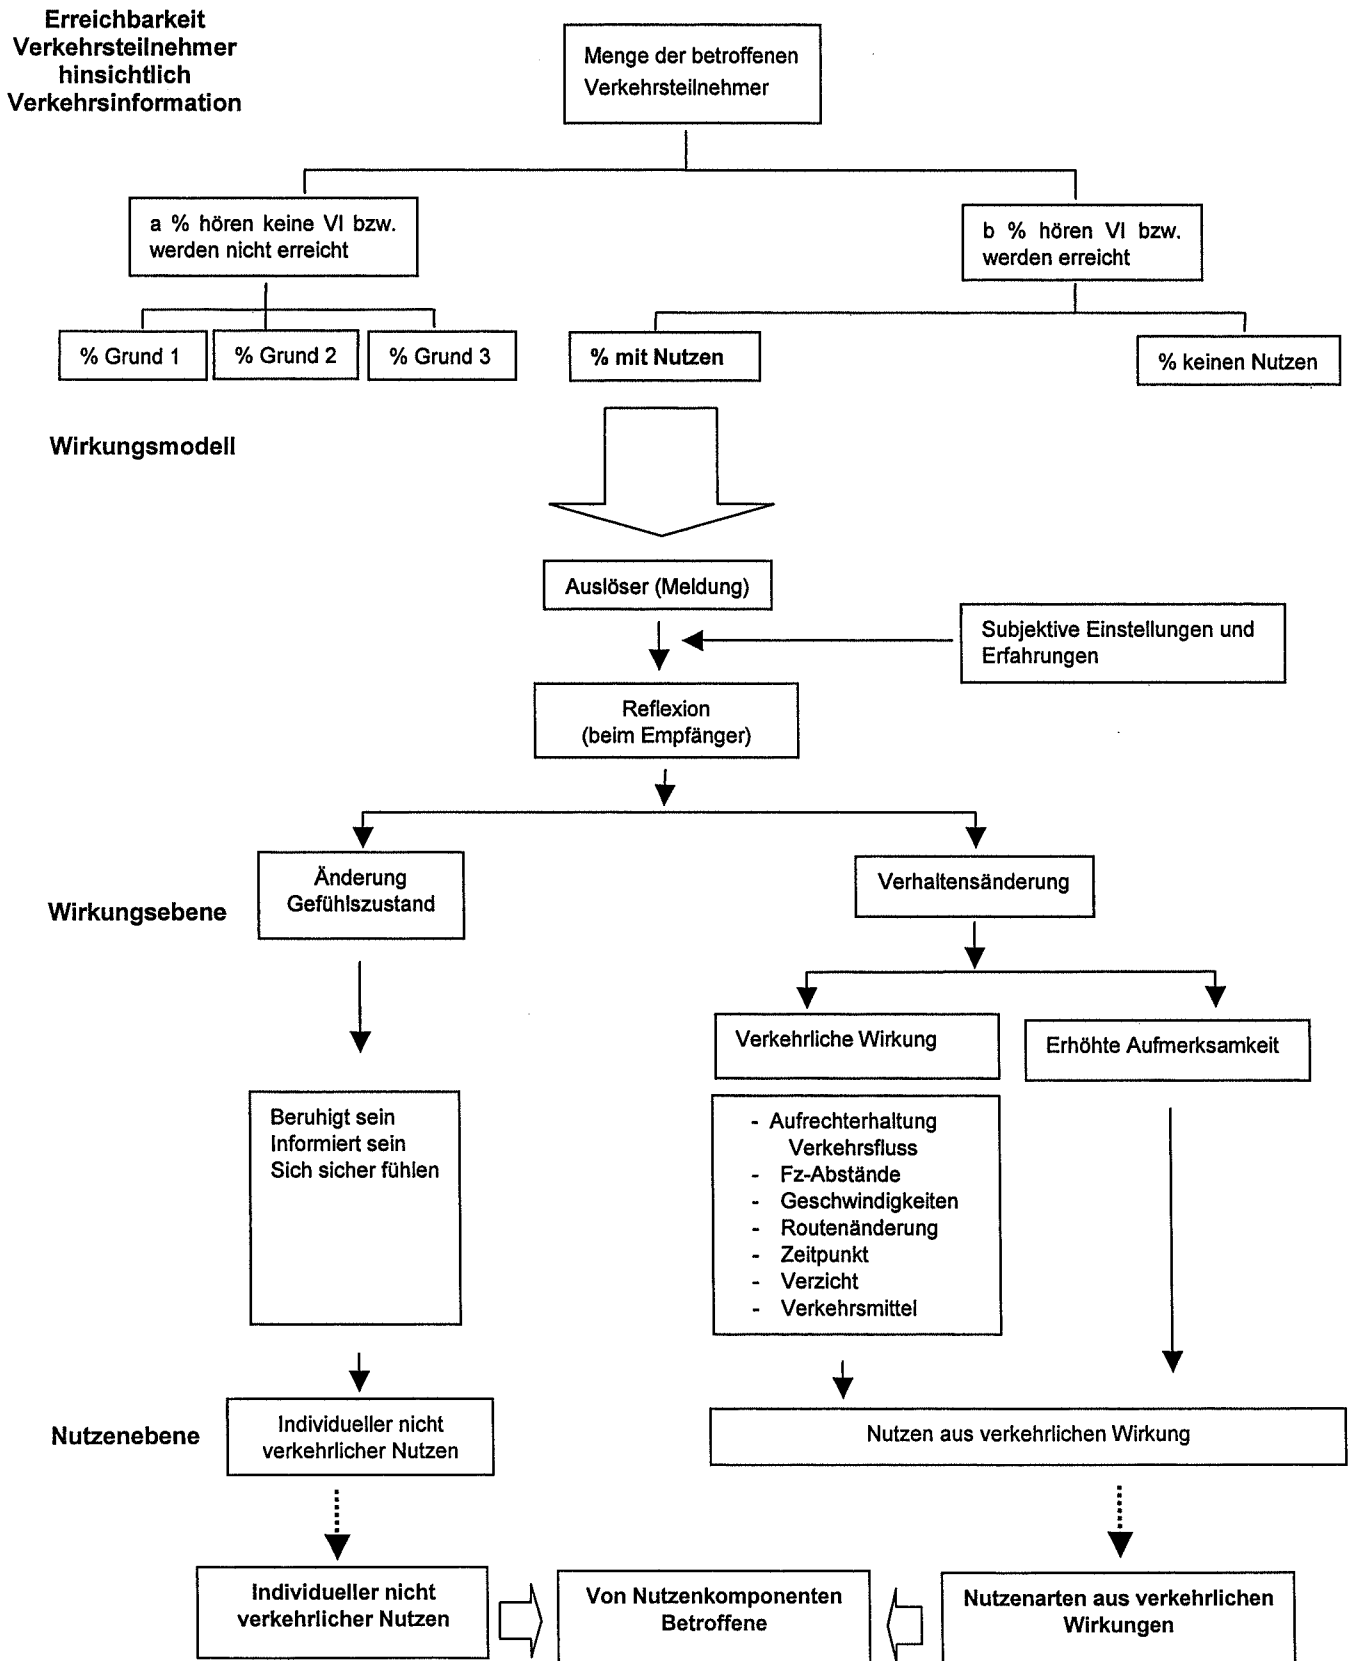 Erreichbarkeit
Verkehrsteilnehmer
hinsichtlich
Verkehrsinformation
Menge der betroffenen
Verkehrsteilnehmer
a % hören keine VI bzw.
werden nicht erreicht
b % hören VI bzw.
werden erreicht
% Grund 1
% Grund 2
% Grund 3
% mit Nutzen
% keinen Nutzen
Wirkungsmodell
Auslöser (Meldung)
Subjektive Einstellungen und
Erfahrungen
Reflexion
(beim Empfänger)
Wirkungsebene
Änderung
Gefühlszustand
Verhaltensänderung
Verkehrliche Wirkung
Erhöhte Aufmerksamkeit
Beruhigt sein
Informiert sein
Sich sicher fühlen
- Aufrechterhaltung
Verkehrsfluss
- Fz-Abstände
- Geschwindigkeiten
- Routenänderung
- Zeitpunkt
- Verzicht
- Verkehrsmittel
Nutzenebene
Individueller nicht
verkehrlicher Nutzen
Nutzen aus verkehrlichen Wirkung
Individueller nicht
verkehrlicher Nutzen
Von Nutzenkomponenten
Betroffene
Nutzenarten aus verkehrlichen
Wirkungen